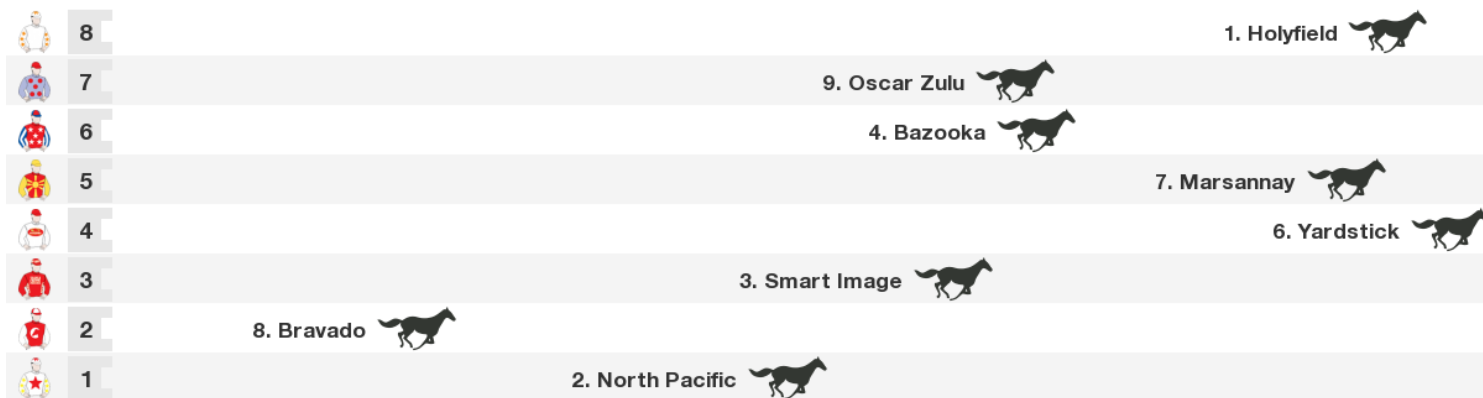 8 1. Holyfield
7 9. Oscar Zulu
6 4. Bazooka
5 7. Marsannay
4 6. Yardstick
3 3. Smart Image
2 8. Bravado
1 2. North Pacific